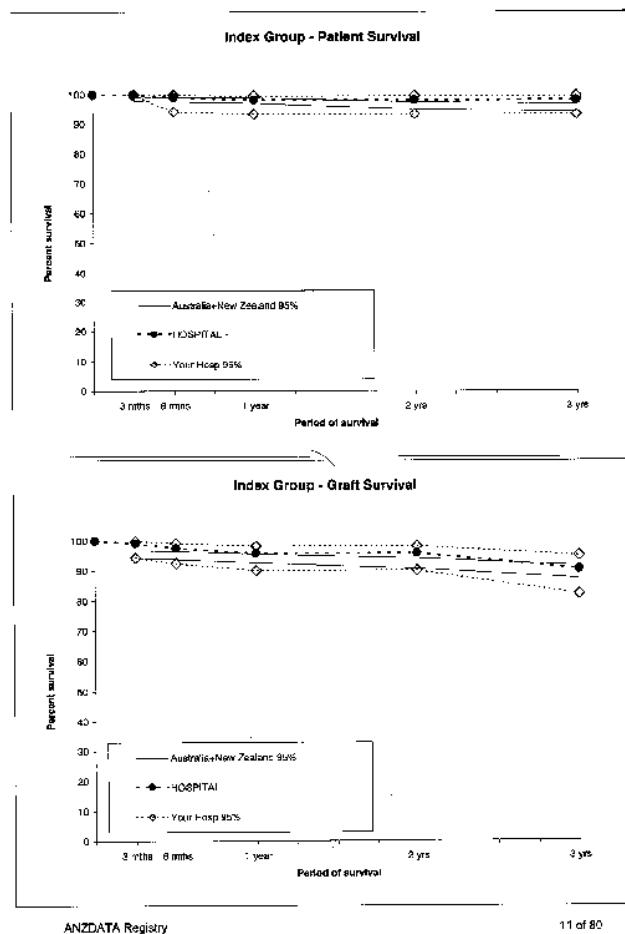 Index Group - Patient Survival
100
90
80
70
60
50
40
30
20
10
0
Percent survival
Australia+New Zealand 95%
HOSPITAL -
Your Hosp 95%
3 mths 6 mths 1 year 2 yrs 3 yrs
Period of survival
Index Group - Graft Survival
100
90
80
70
60
50
40
30
20
10
0
Percent survival
Australia+New Zealand 95%
HOSPITAL
Your Hosp 95%
3 mths 6 mths 1 year 2 yrs 3 yrs
Period of survival
ANZDATA Registry 11 of 80